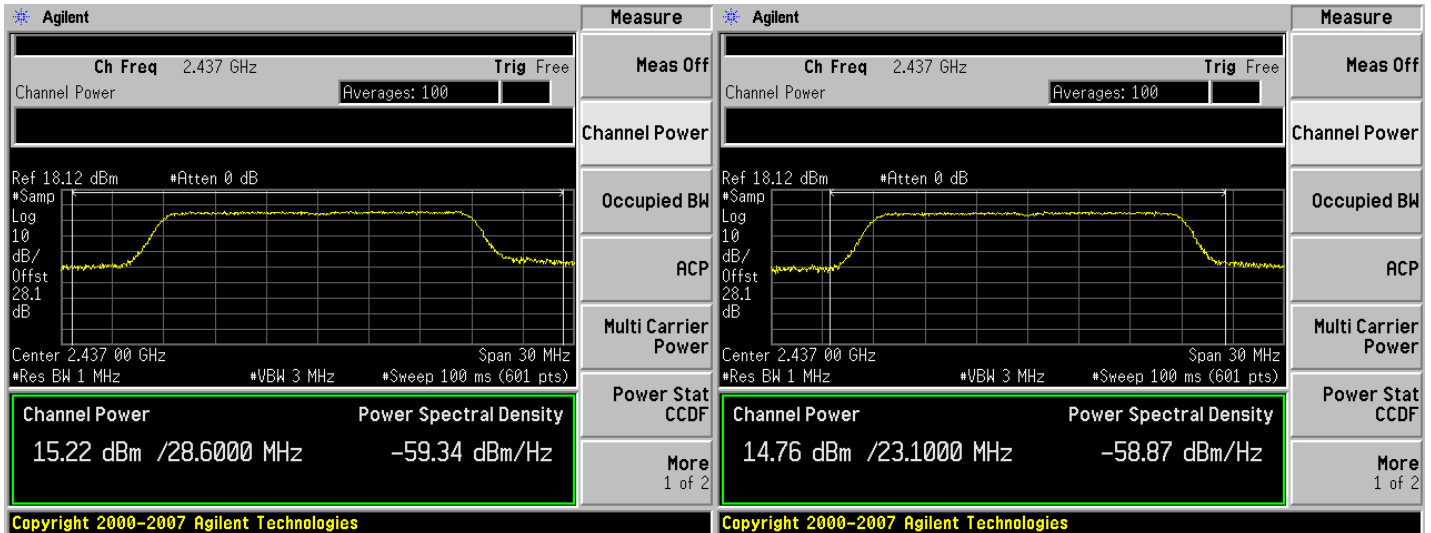 Agilent
Measure
Ch Freq 2.437 GHz Trig Free
Channel Power Averages: 100
Ref 18.12 dBm #Atten 0 dB
#Samp
Log
10
dB/
Offst
28.1
dB
Center 2.437 00 GHz Span 30 MHz
#Res BW 1 MHz #VBW 3 MHz #Sweep 100 ms (601 pts)
Channel Power Power Spectral Density
15.22 dBm /28.6000 MHz -59.34 dBm/Hz
Copyright 2000-2007 Agilent Technologies
Meas Off
Channel Power
Occupied BW
ACP
Multi Carrier
Power
Power Stat
CCDF
More
1 of 2
Agilent
Measure
Ch Freq 2.437 GHz Trig Free
Channel Power Averages: 100
Ref 18.12 dBm #Atten 0 dB
#Samp
Log
10
dB/
Offst
28.1
dB
Center 2.437 00 GHz Span 30 MHz
#Res BW 1 MHz #VBW 3 MHz #Sweep 100 ms (601 pts)
Channel Power Power Spectral Density
14.76 dBm /23.1000 MHz -58.87 dBm/Hz
Copyright 2000-2007 Agilent Technologies
Meas Off
Channel Power
Occupied BW
ACP
Multi Carrier
Power
Power Stat
CCDF
More
1 of 2